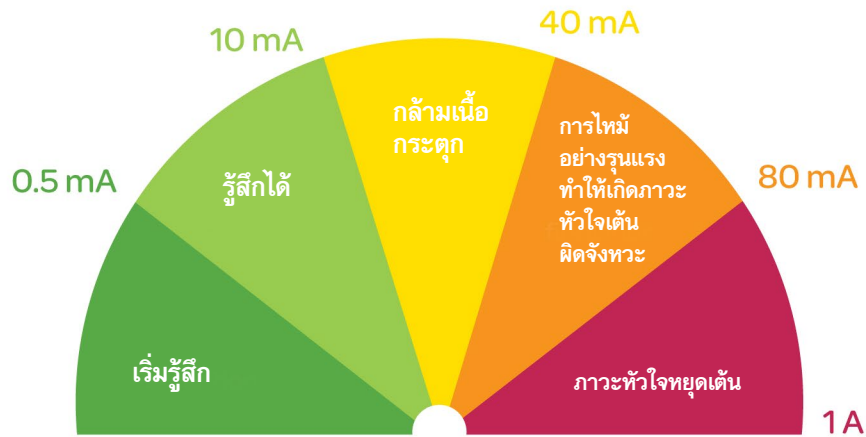 0.5 mA
10 mA
40 mA
80 mA
1 A
เริ่มรู้สึก
รู้สึกได้
กล้ามเนื้อ
กระตุก
การไหม้
อย่างรุนแรง
ทำให้เกิดภาวะ
หัวใจเต้น
ผิดจังหวะ
ภาวะหัวใจหยุดเต้น